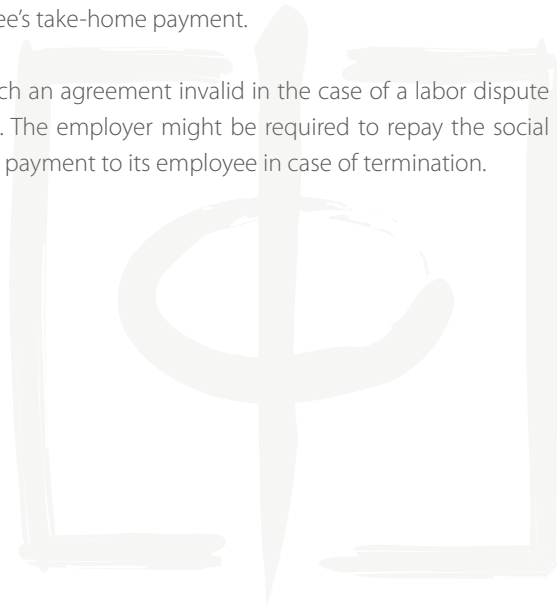 ee’s take-home payment.
ch an agreement invalid in the case of a labor dispute
. The employer might be required to repay the social
payment to its employee in case of termination.